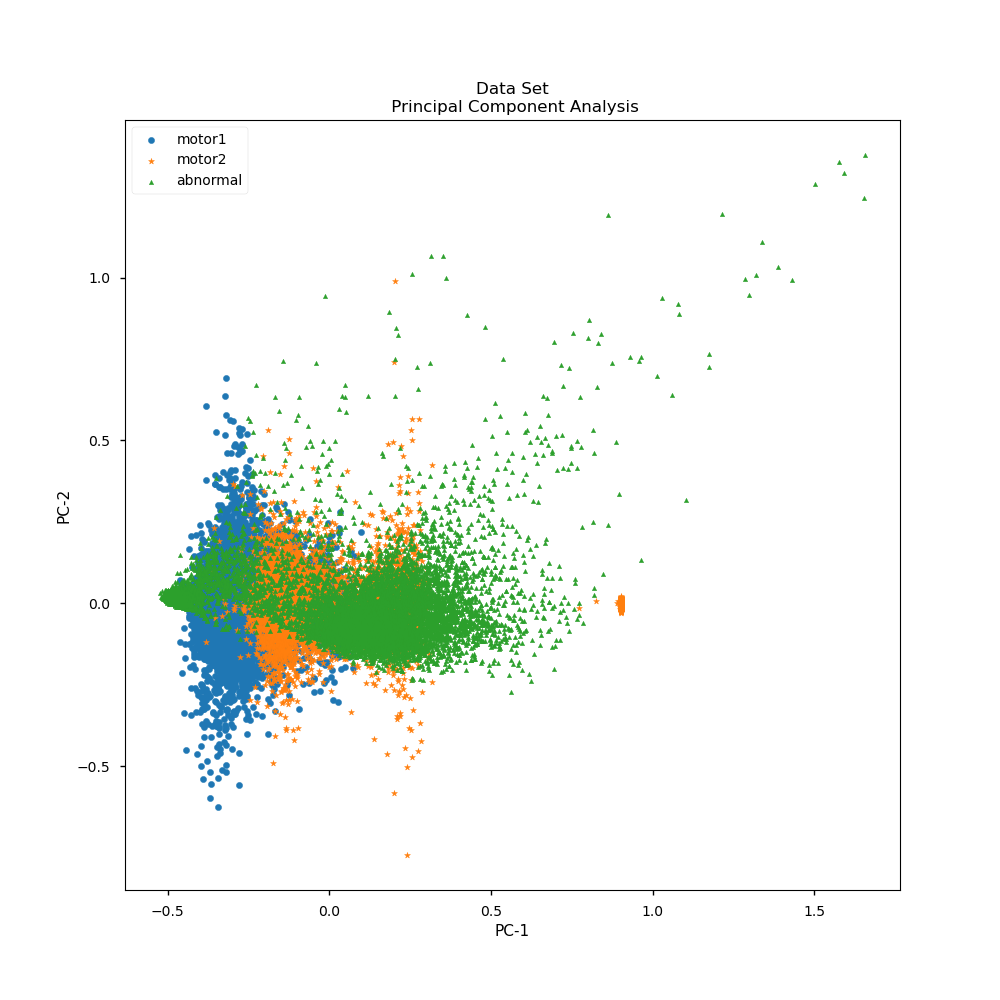 Data Set
Principal Component Analysis
motor1
motor2
abnormal
1.0
0.5
0.0
−0.5
PC-2
−0.5
0.0
0.5
1.0
1.5
PC-1